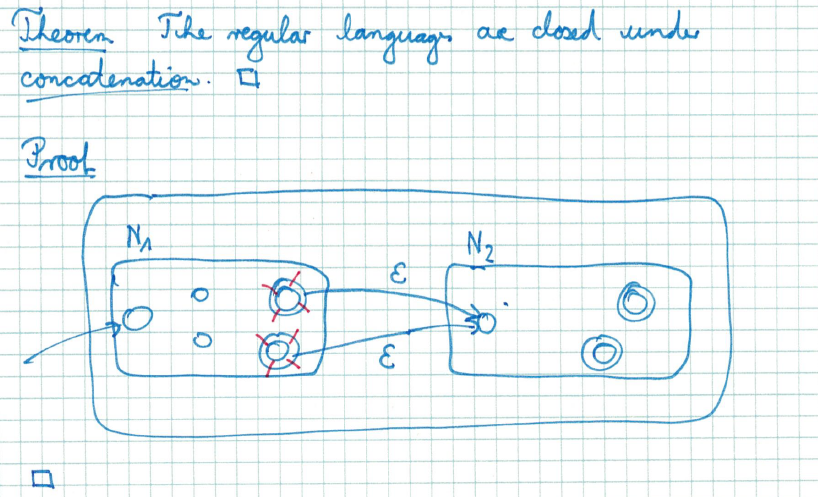 Theorem The regular languages are closed under
concatenation. □
Proof
N₁ N₂
ε
ε
□